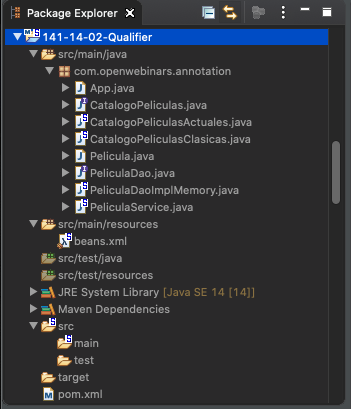 Package Explorer
141-14-02-Qualifier
src/main/java
com.openwebinars.annotation
App.java
CatalogoPeliculas.java
CatalogoPeliculasActuales.java
CatalogoPeliculasClasicas.java
Pelicula.java
PeliculaDao.java
PeliculaDaoImplMemory.java
PeliculaService.java
src/main/resources
beans.xml
src/test/java
src/test/resources
JRE System Library [Java SE 14 [14]]
Maven Dependencies
src
main
test
target
pom.xml